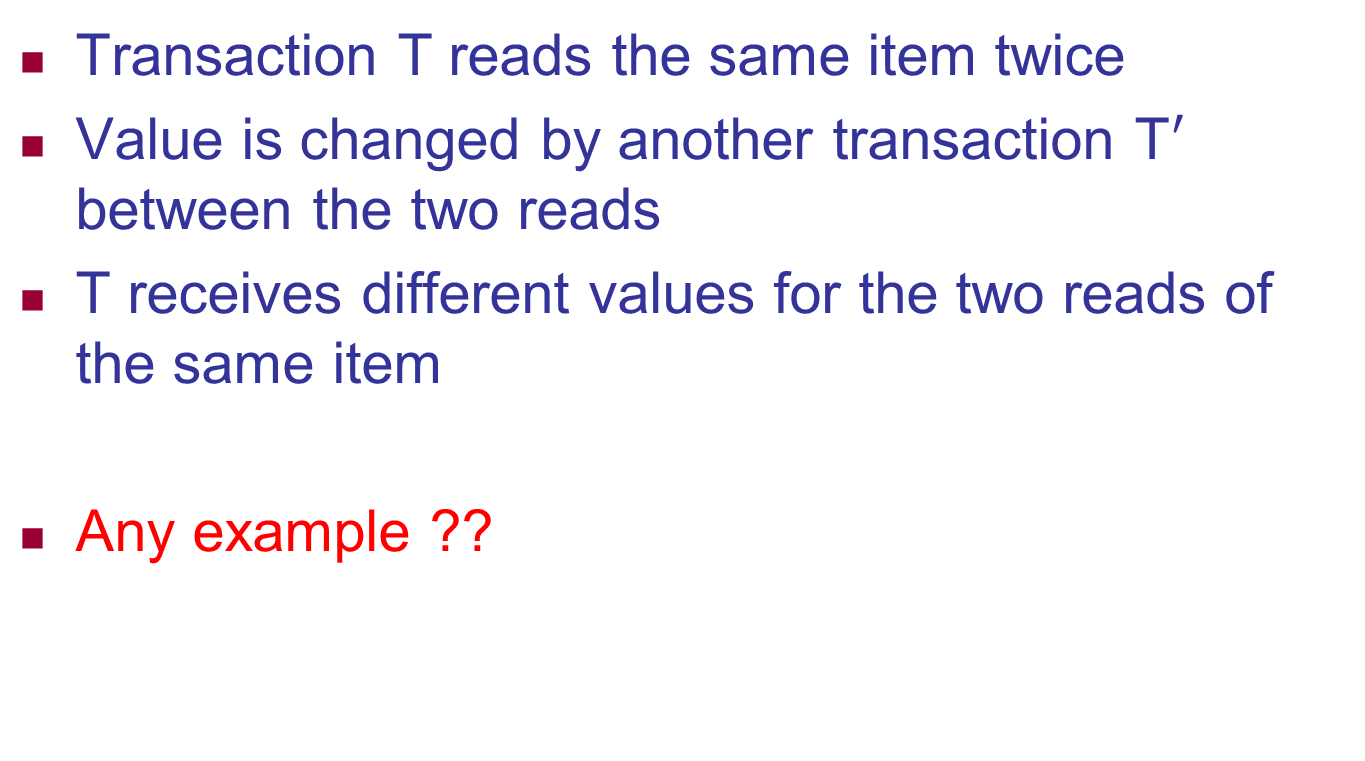 ■ Transaction T reads the same item twice
■ Value is changed by another transaction T′
between the two reads
■ T receives different values for the two reads of
the same item
■ Any example ??